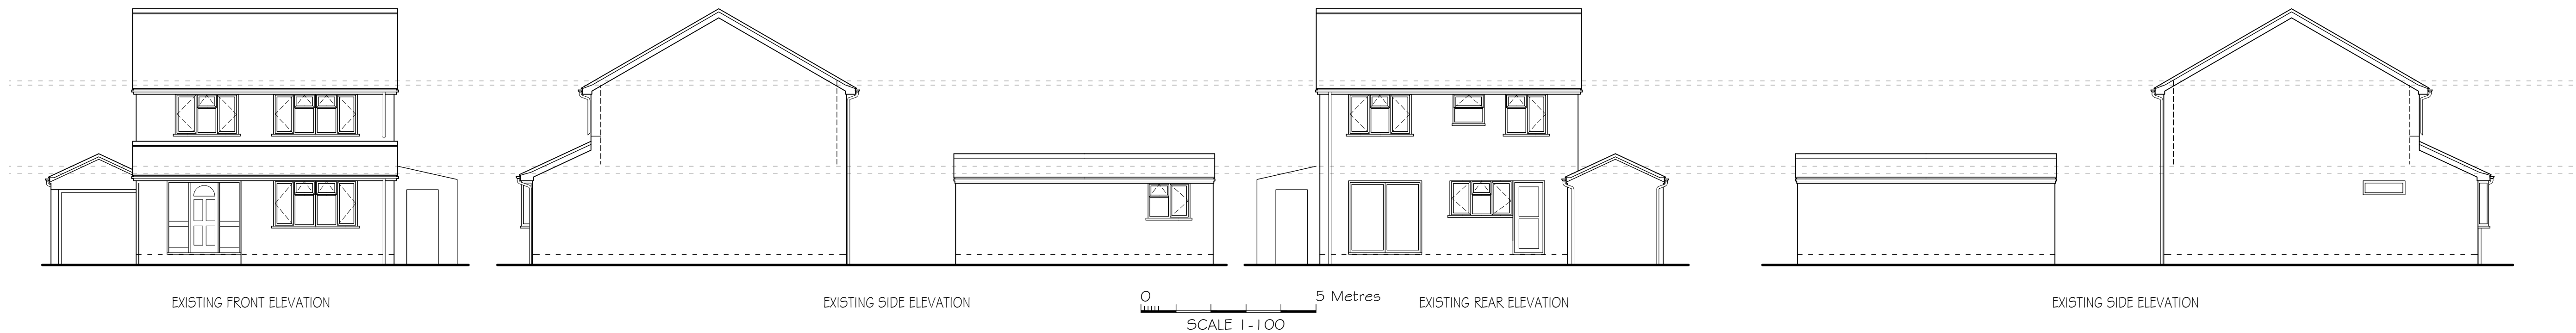 EXISTING FRONT ELEVATION
EXISTING SIDE ELEVATION
0 5 Metres
SCALE 1-100
EXISTING REAR ELEVATION
EXISTING SIDE ELEVATION